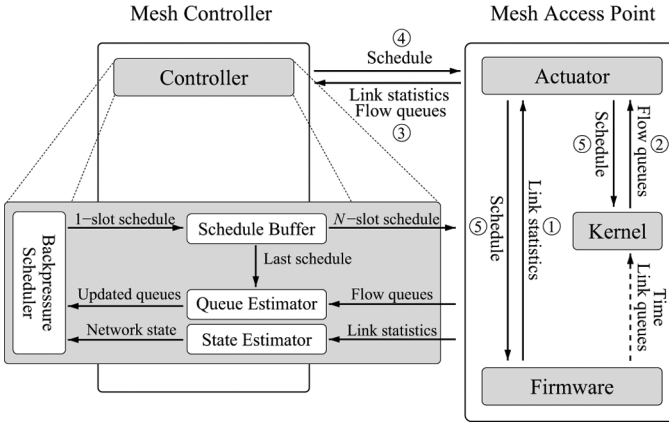 Mesh Controller
Mesh Access Point
Controller
④
Schedule
Link statistics
Flow queues
③
Actuator
Schedule
⑤
Link statistics
①
Schedule
⑤
Flow queues
②
Kernel
Time
Link queues
Firmware
Backpressure
Scheduler
1−slot schedule
Schedule Buffer
N−slot schedule
Last schedule
Updated queues
Queue Estimator
Flow queues
Network state
State Estimator
Link statistics